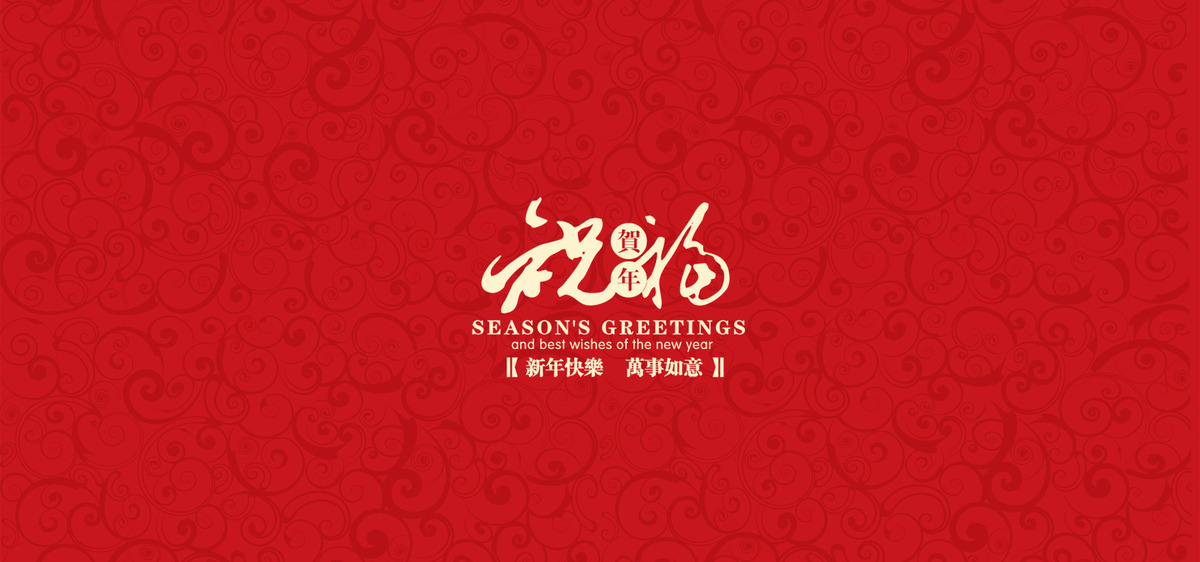 祝福
賀年
SEASON'S GREETINGS
and best wishes of the new year
【 新年快樂 萬事如意 】